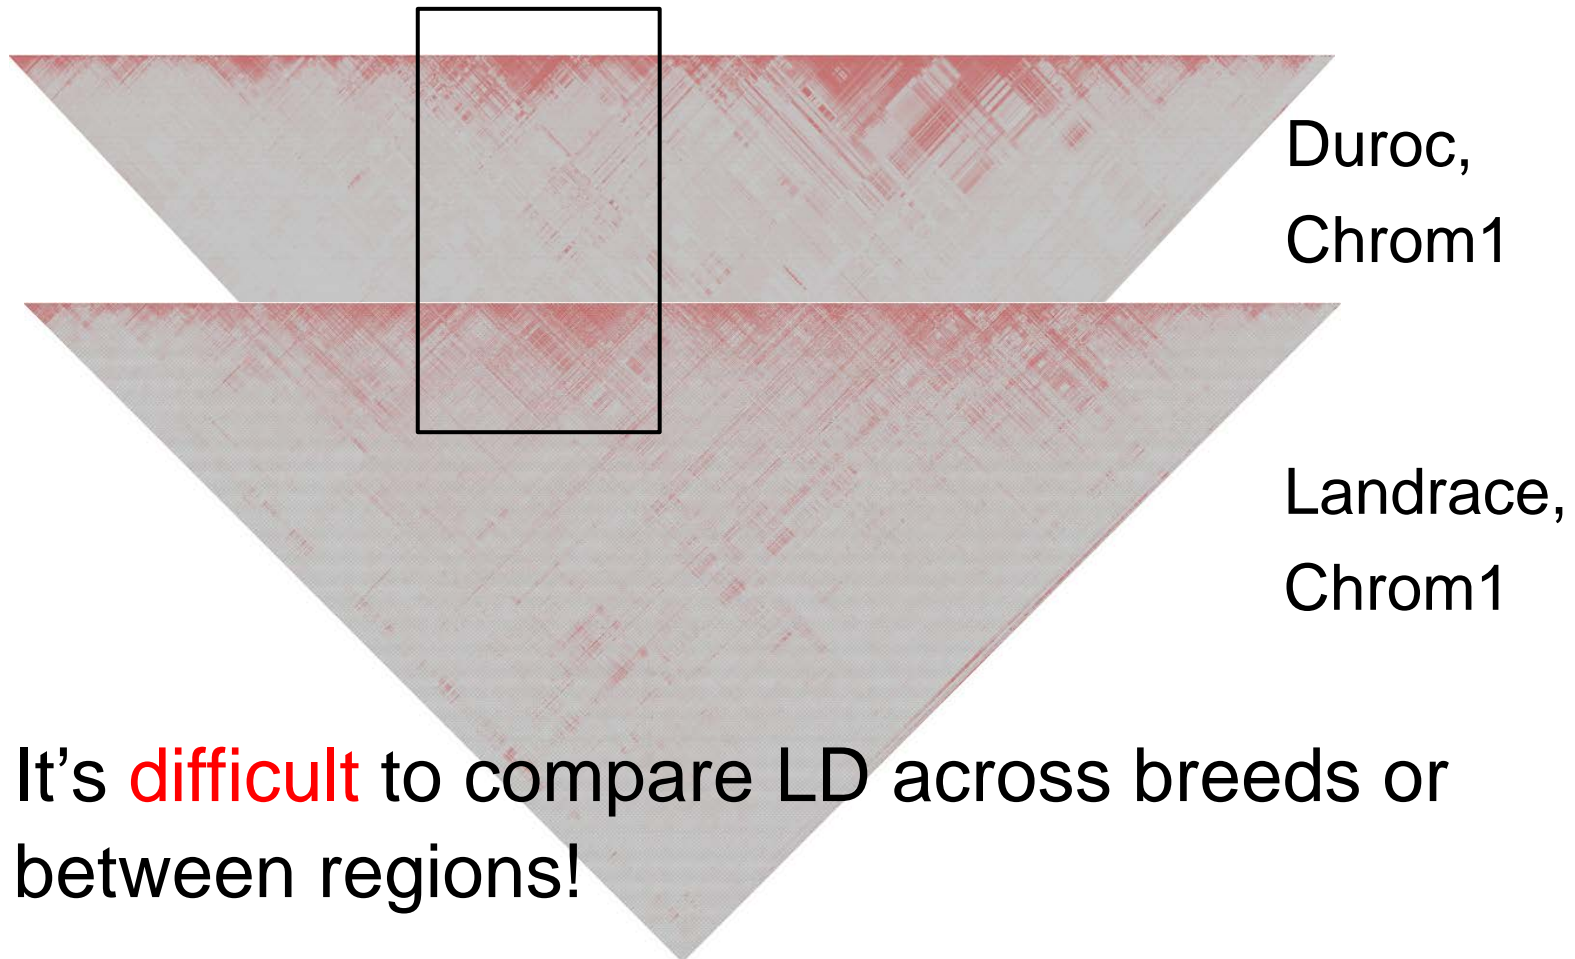 Duroc,
Chrom1
Landrace,
Chrom1
It’s difficult to compare LD across breeds or
between regions!